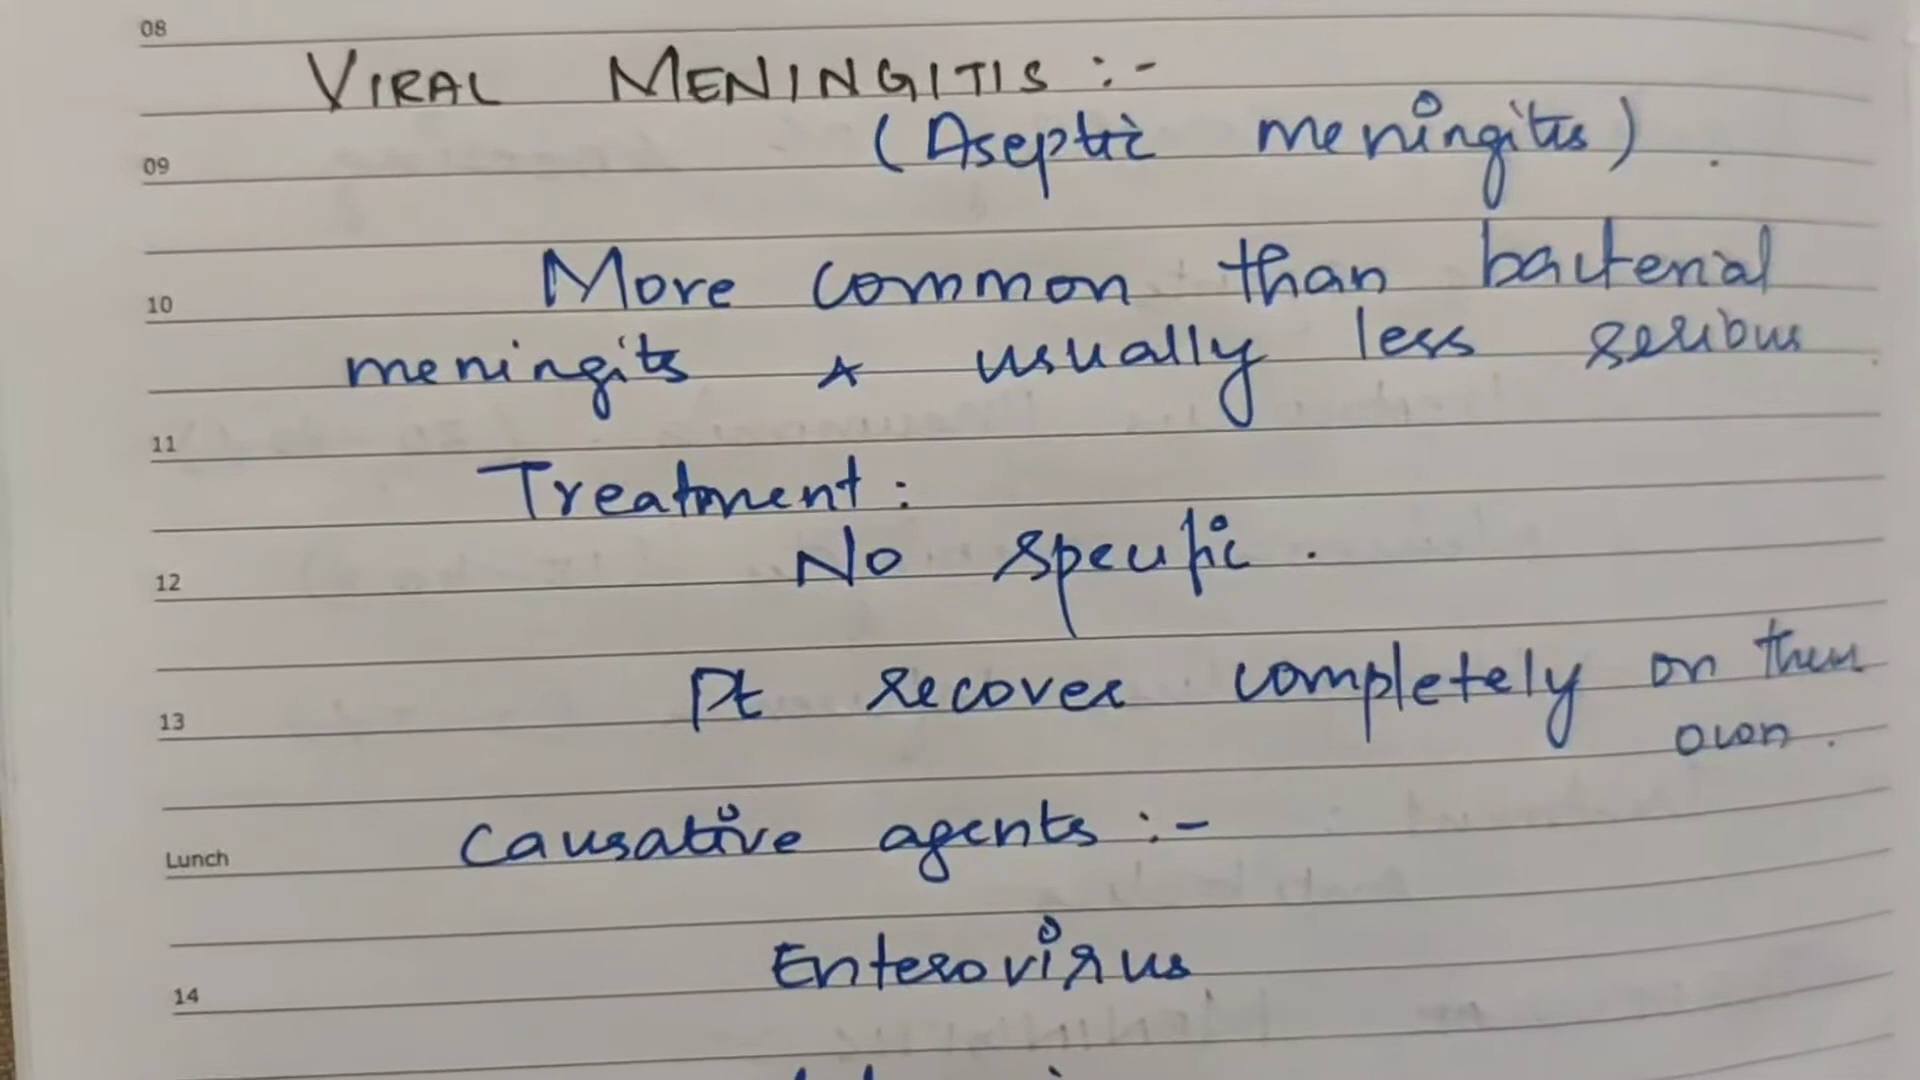 08
VIRAL MENINGITIS :-
(Aseptic meningitis) .
09
More common than bacterial
10
meningits & usually less serious
11
Treatment :
No specific .
12
Pt recover completely on their
13
own .
Causative agents :-
Lunch
Enterovirus
14